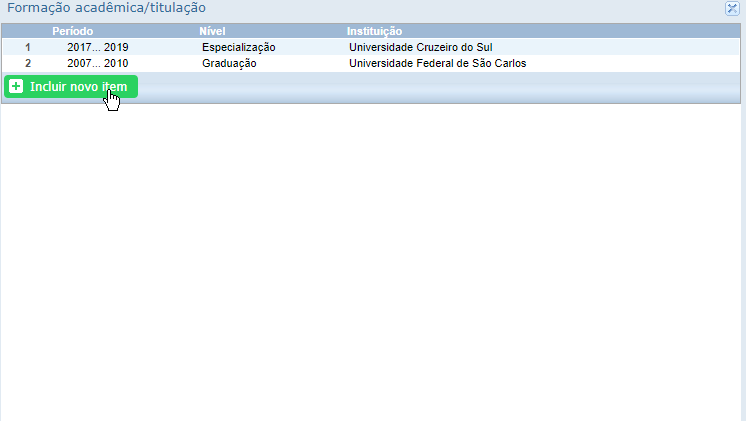 Formação acadêmica/titulação
Período Nível Instituição
1 2017... 2019 Especialização Universidade Cruzeiro do Sul
2 2007... 2010 Graduação Universidade Federal de São Carlos
Incluir novo item